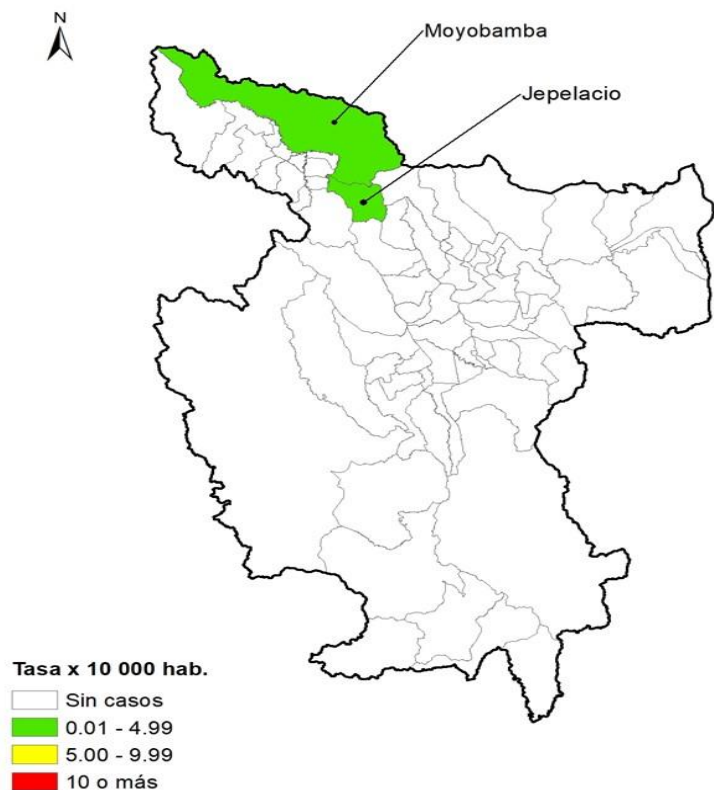 N
Moyobamba
Jepelacio
Tasa x 10 000 hab.
Sin casos
0.01 - 4.99
5.00 - 9.99
10 o más